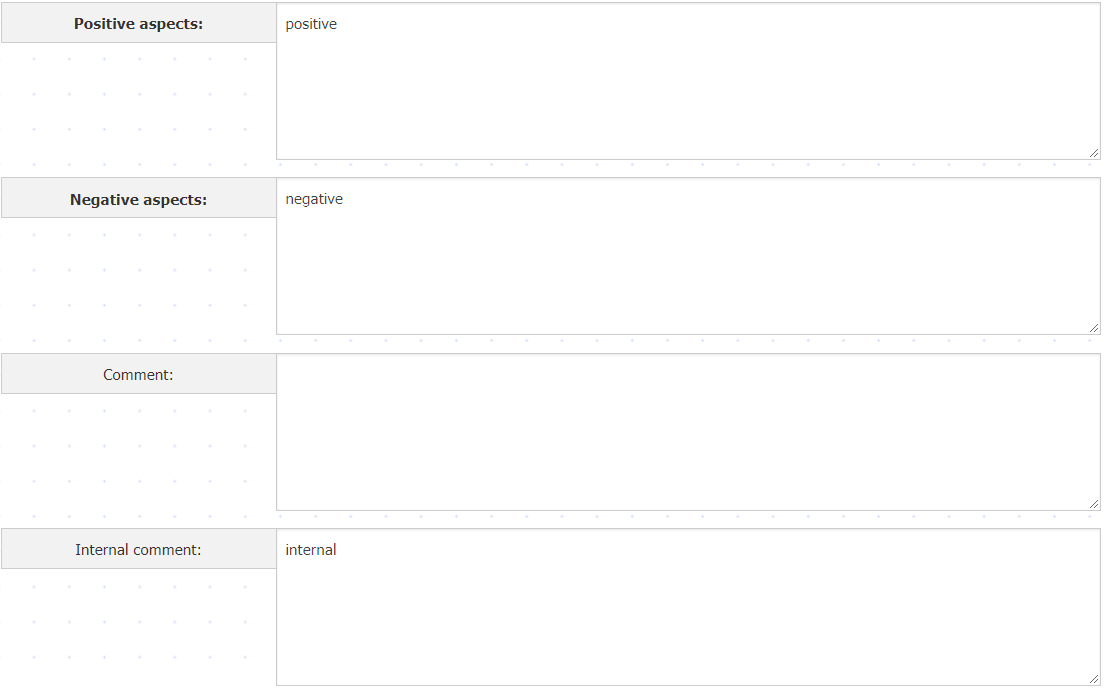 Positive aspects:
positive
Negative aspects:
negative
Comment:
Internal comment:
internal